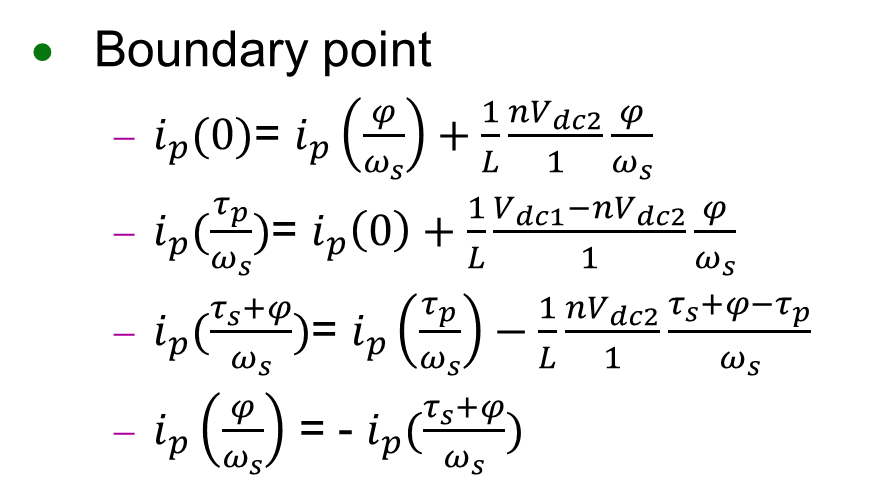 ● Boundary point
– i_p(0)= i_p(φ/ω_s) + 1/L nV_dc2/1 φ/ω_s
– i_p(τ_p/ω_s)= i_p(0) + 1/L V_dc1−nV_dc2/1 φ/ω_s
– i_p(τ_s+φ/ω_s)= i_p(τ_p/ω_s) − 1/L nV_dc2/1 τ_s+φ−τ_p/ω_s
– i_p(φ/ω_s) = - i_p(τ_s+φ/ω_s)